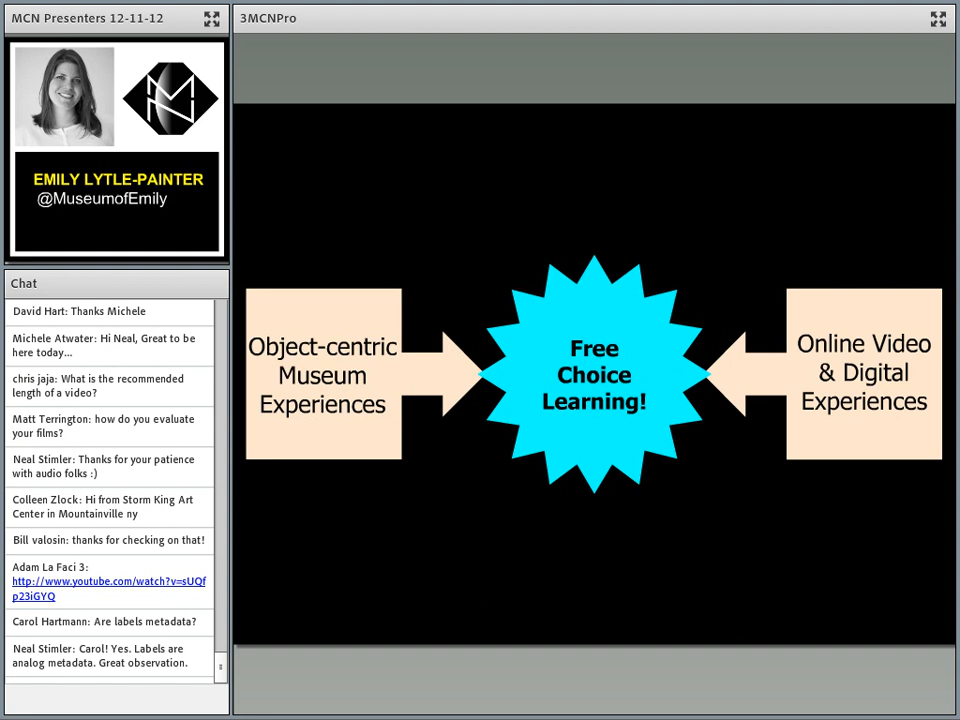 MCN Presenters 12-11-12
EMILY LYTLE-PAINTER
@MuseumofEmily
Chat
David Hart: Thanks Michele
Michele Atwater: Hi Neal, Great to
be here today...
chris jaja: What is the recommended
length of a video?
Matt Terrington: how do you evaluate
your films?
Neal Stimler: Thanks for your patience
with audio folks :)
Colleen Zlock: Hi from Storm King Art
Center in Mountainville ny
Bill valosin: thanks for checking on that!
Adam La Faci 3:
http://www.youtube.com/watch?v=sUQf
p23iGYQ
Carol Hartmann: Are labels metadata?
Neal Stimler: Carol! Yes. Labels are
analog metadata. Great observation.
3MCNPro
Object-centric
Museum
Experiences
Free
Choice
Learning!
Online Video
& Digital
Experiences